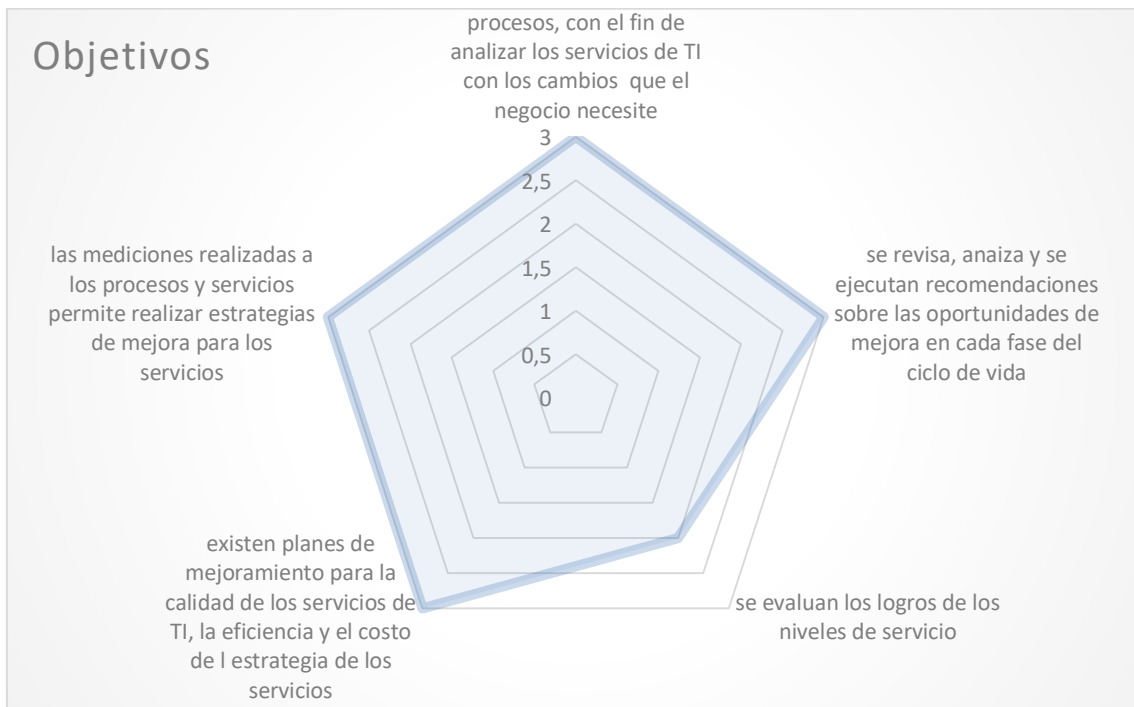 Objetivos
procesos, con el fin de
analizar los servicios de TI
con los cambios que el
negocio necesite
3
2,5
2
1,5
1
0,5
0
se revisa, anaiza y se
ejecutan recomendaciones
sobre las oportunidades de
mejora en cada fase del
ciclo de vida
se evaluan los logros de los
niveles de servicio
existen planes de
mejoramiento para la
calidad de los servicios de
TI, la eficiencia y el costo
de l estrategia de los
servicios
las mediciones realizadas a
los procesos y servicios
permite realizar estrategias
de mejora para los
servicios